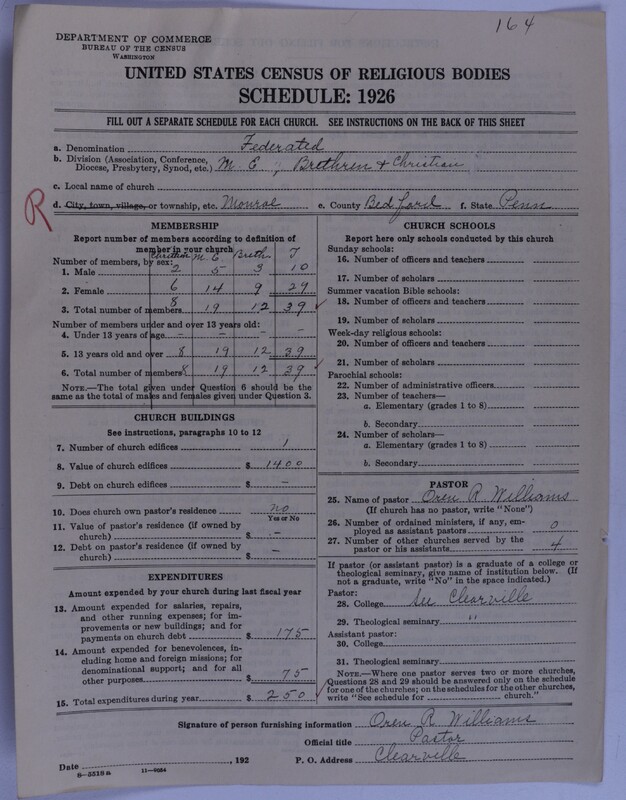 164
DEPARTMENT OF COMMERCE
BUREAU OF THE CENSUS
WASHINGTON
UNITED STATES CENSUS OF RELIGIOUS BODIES
SCHEDULE: 1926
FILL OUT A SEPARATE SCHEDULE FOR EACH CHURCH. SEE INSTRUCTIONS ON THE BACK OF THIS SHEET
a. Denomination Federated
b. Division (Association, Conference, Diocese, Presbytery, Synod, etc.) M. E., Brethren & Christian
c. Local name of church
R
d. City, town, village, or township, etc. Monroe e. County Bedford f. State Penn
MEMBERSHIP
Report number of members according to definition of
member in your church
Christian M. E. Breth. T
Number of members, by sex:
1. Male 2 5 3 10
2. Female 6 14 9 29
3. Total number of members 8 19 12 39 ✓
Number of members under and over 13 years old:
4. Under 13 years of age - - - -
5. 13 years old and over 8 19 12 39
6. Total number of members 8 19 12 39 ✓
NOTE.—The total given under Question 6 should be
same as the total of males and females given under Question 3.
CHURCH BUILDINGS
See instructions, paragraphs 10 to 12
7. Number of church edifices 1
8. Value of church edifices $ 1400
9. Debt on church edifices $ -
10. Does church own pastor's residence no
Yes or No
11. Value of pastor's residence (if owned by
church) $ -
12. Debt on pastor's residence (if owned by
church) $ -
EXPENDITURES
Amount expended by your church during last fiscal year
13. Amount expended for salaries, repairs,
and other running expenses; for im-
provements or new buildings; and for
payments on church debt $ 175
14. Amount expended for benevolences, in-
cluding home and foreign missions; for
denominational support; and for all
other purposes $ 75
15. Total expenditures during year $ 250 ✓
CHURCH SCHOOLS
Report here only schools conducted by this church
Sunday schools:
16. Number of officers and teachers
17. Number of scholars
Summer vacation Bible schools:
18. Number of officers and teachers
19. Number of scholars
Week-day religious schools:
20. Number of officers and teachers
21. Number of scholars
Parochial schools:
22. Number of administrative officers
23. Number of teachers—
a. Elementary (grades 1 to 8)
b. Secondary
24. Number of scholars—
a. Elementary (grades 1 to 8)
b. Secondary
PASTOR
25. Name of pastor Oren R Williams
(If church has no pastor, write "None")
26. Number of ordained ministers, if any, em-
ployed as assistant pastors 0
27. Number of other churches served by the
pastor or his assistants 4
If pastor (or assistant pastor) is a graduate of a college or
theological seminary, give name of institution below. (If
not a graduate, write "No" in the space indicated.)
Pastor:
28. College See Clearville
29. Theological seminary "
Assistant pastor:
30. College
31. Theological seminary
NOTE.—Where one pastor serves two or more churches,
Questions 28 and 29 should be answered only on the schedule
for one of the churches; on the schedules for the other churches,
write "See schedule for church."
Signature of person furnishing information Oren R Williams
Official title Pastor
Date , 192 P. O. Address Clearville
8—5319a 11—9034